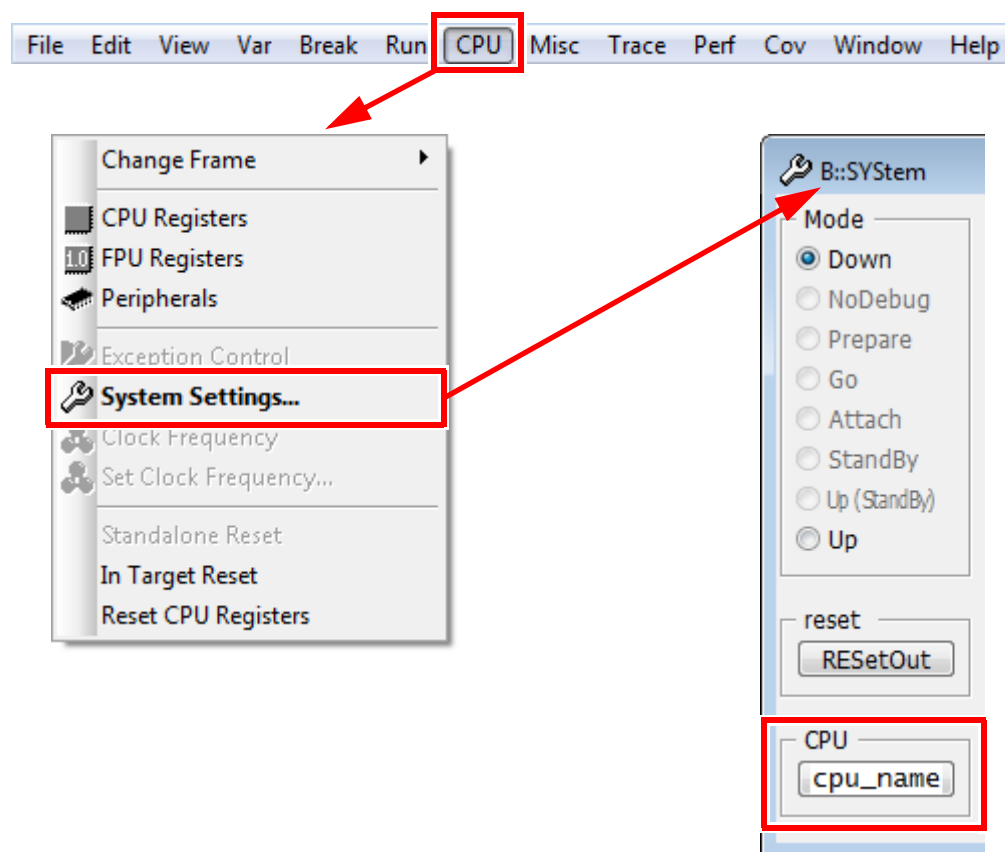 File Edit View Var Break Run CPU Misc Trace Perf Cov Window Help
Change Frame
CPU Registers
1.0 FPU Registers
Peripherals
Exception Control
System Settings...
Clock Frequency
Set Clock Frequency...
Standalone Reset
In Target Reset
Reset CPU Registers
B::SYStem
Mode
Down
NoDebug
Prepare
Go
Attach
StandBy
Up (StandBy)
Up
reset
RESetOut
CPU
cpu_name